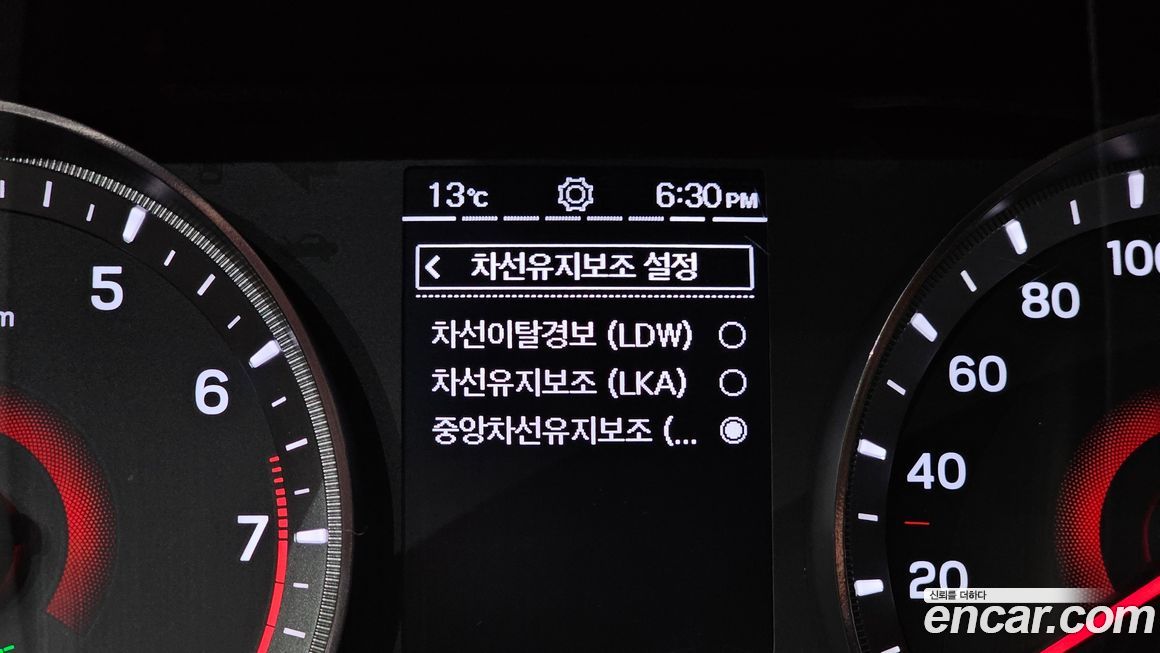 13℃
6:30PM
< 차선유지보조 설정
차선이탈경보 (LDW)
차선유지보조 (LKA)
중앙차선유지보조 (...
5
6
7
100
80
60
40
20
신뢰를 더하다
encar.com